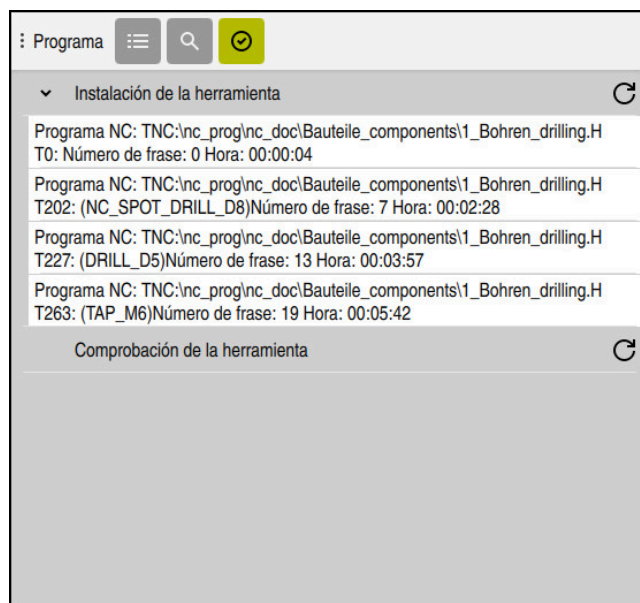 Programa
Instalación de la herramienta
Programa NC: TNC:\nc_prog\nc_doc\Bauteile_components\1_Bohren_drilling.H
T0: Número de frase: 0 Hora: 00:00:04
Programa NC: TNC:\nc_prog\nc_doc\Bauteile_components\1_Bohren_drilling.H
T202: (NC_SPOT_DRILL_D8)Número de frase: 7 Hora: 00:02:28
Programa NC: TNC:\nc_prog\nc_doc\Bauteile_components\1_Bohren_drilling.H
T227: (DRILL_D5)Número de frase: 13 Hora: 00:03:57
Programa NC: TNC:\nc_prog\nc_doc\Bauteile_components\1_Bohren_drilling.H
T263: (TAP_M6)Número de frase: 19 Hora: 00:05:42
Comprobación de la herramienta